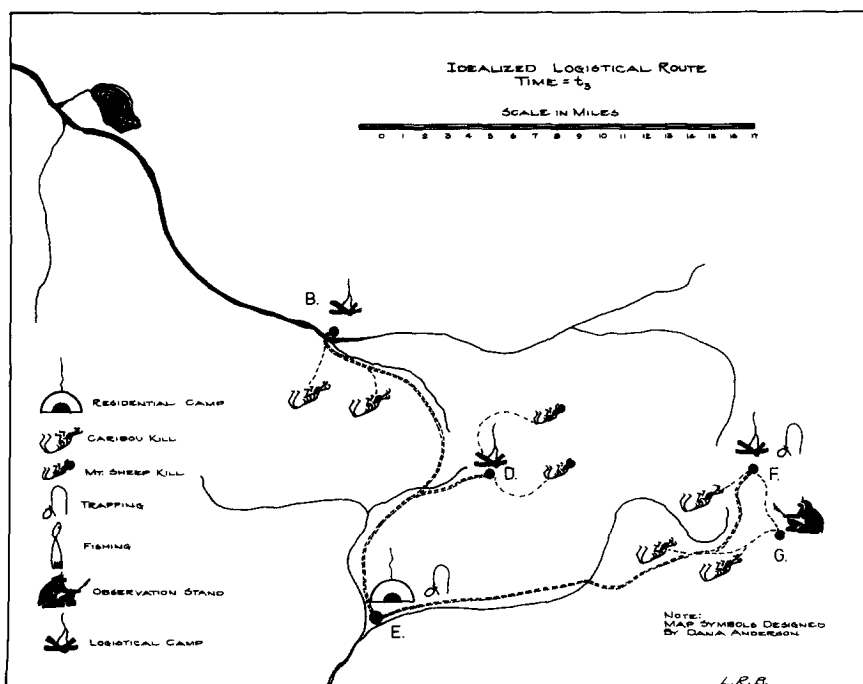 IDEALIZED LOGISTICAL ROUTE
TIME = t3
SCALE IN MILES
0 1 2 3 4 5 6 7 8 9 10 11 12 13 14 15 16 17
B.
RESIDENTIAL CAMP
CARIBOU KILL
MT. SHEEP KILL
TRAPPING
FISHING
OBSERVATION STAND
LOGISTICAL CAMP
D.
F.
G.
E.
NOTE:
MAP SYMBOLS DESIGNED
BY DANA ANDERSON
L.R.B.